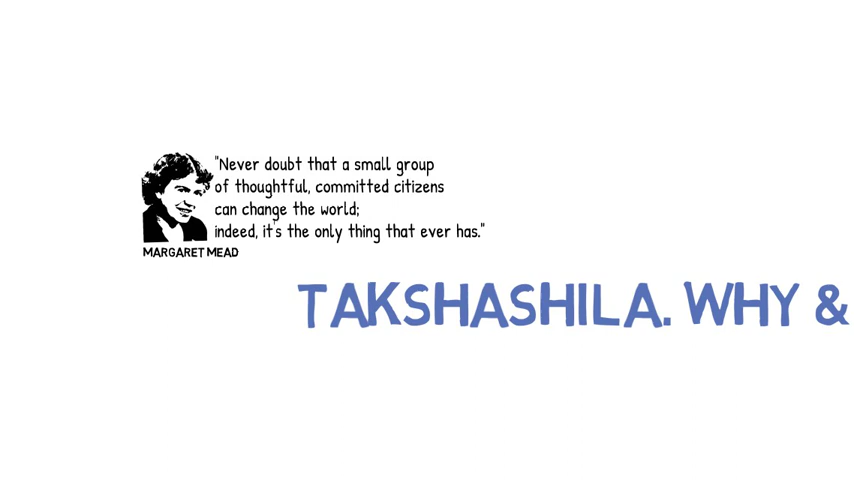 "Never doubt that a small group
of thoughtful, committed citizens
can change the world;
indeed, it's the only thing that ever has."
MARGARET MEAD
TAKSHASHILA. WHY &